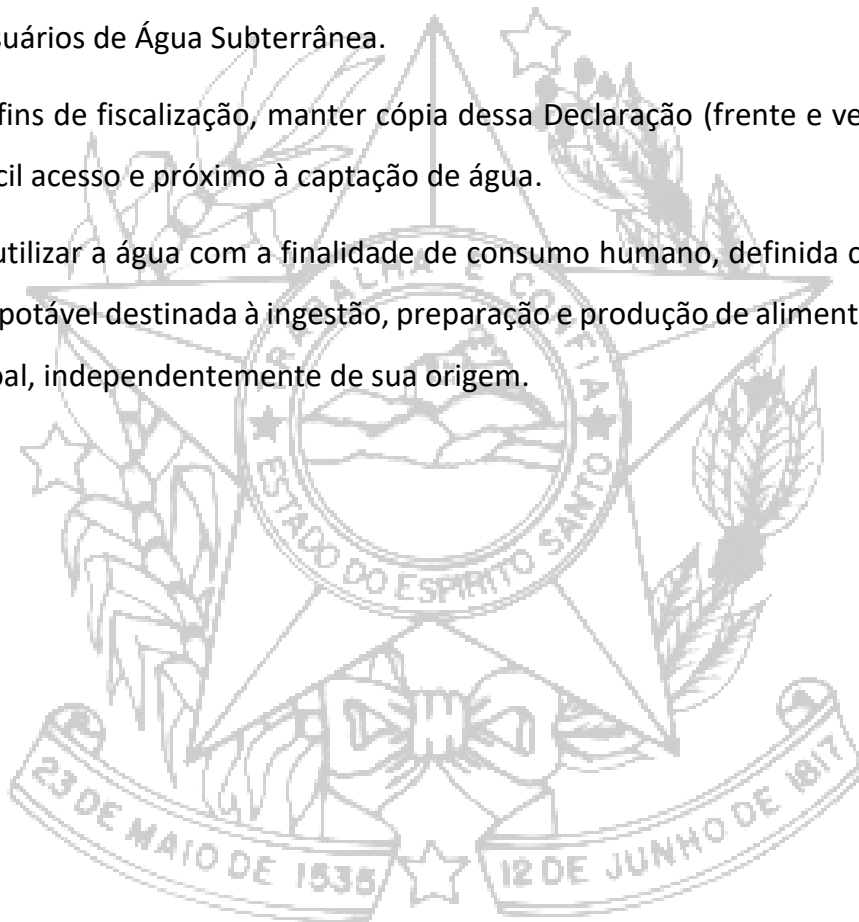 suários de Água Subterrânea.
fins de fiscalização, manter cópia dessa Declaração (frente e ve
cil acesso e próximo à captação de água.
utilizar a água com a finalidade de consumo humano, definida c
potável destinada à ingestão, preparação e produção de aliment
oal, independentemente de sua origem.
TRABALHA E CONFIA
ESTADO DO ESPIRITO SANTO
23 DE MAIO DE 1535
12 DE JUNHO DE 1817